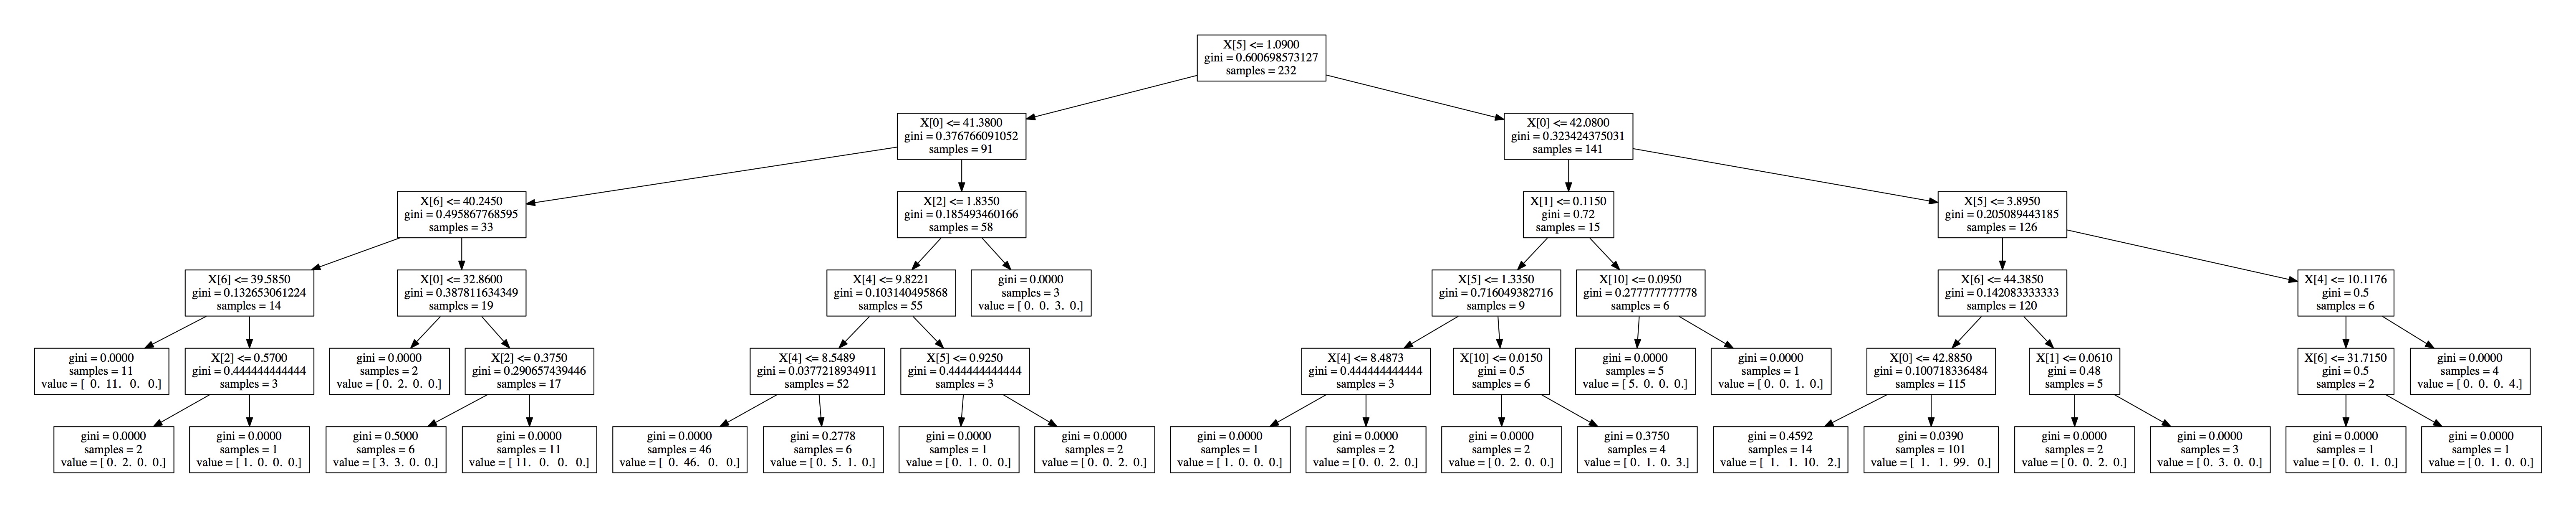 X[5] <= 1.0900
gini = 0.600698573127
samples = 232
X[0] <= 41.3800
gini = 0.376766091052
samples = 91
X[0] <= 42.0800
gini = 0.323424375031
samples = 141
X[6] <= 40.2450
gini = 0.495867768595
samples = 33
X[2] <= 1.8350
gini = 0.185493460166
samples = 58
X[1] <= 0.1150
gini = 0.72
samples = 15
X[5] <= 3.8950
gini = 0.205089443185
samples = 126
X[6] <= 39.5850
gini = 0.132653061224
samples = 14
X[0] <= 32.8600
gini = 0.387811634349
samples = 19
X[4] <= 9.8221
gini = 0.103140495868
samples = 55
gini = 0.0000
samples = 3
value = [ 0. 0. 3. 0.]
X[5] <= 1.3350
gini = 0.716049382716
samples = 9
X[10] <= 0.0950
gini = 0.277777777778
samples = 6
X[6] <= 44.3850
gini = 0.142083333333
samples = 120
X[4] <= 10.1176
gini = 0.5
samples = 6
gini = 0.0000
samples = 11
value = [ 0. 11. 0. 0.]
X[2] <= 0.5700
gini = 0.444444444444
samples = 3
gini = 0.0000
samples = 2
value = [ 0. 2. 0. 0.]
X[2] <= 0.3750
gini = 0.290657439446
samples = 17
X[4] <= 8.5489
gini = 0.0377218934911
samples = 52
X[5] <= 0.9250
gini = 0.444444444444
samples = 3
X[4] <= 8.4873
gini = 0.444444444444
samples = 3
X[10] <= 0.0150
gini = 0.5
samples = 6
gini = 0.0000
samples = 5
value = [ 5. 0. 0. 0.]
gini = 0.0000
samples = 1
value = [ 0. 0. 1. 0.]
X[0] <= 42.8850
gini = 0.100718336484
samples = 115
X[1] <= 0.0610
gini = 0.48
samples = 5
X[6] <= 31.7150
gini = 0.5
samples = 2
gini = 0.0000
samples = 4
value = [ 0. 0. 0. 4.]
gini = 0.0000
samples = 2
value = [ 0. 2. 0. 0.]
gini = 0.0000
samples = 1
value = [ 1. 0. 0. 0.]
gini = 0.5000
samples = 6
value = [ 3. 3. 0. 0.]
gini = 0.0000
samples = 11
value = [ 11. 0. 0. 0.]
gini = 0.0000
samples = 46
value = [ 0. 46. 0. 0.]
gini = 0.2778
samples = 6
value = [ 0. 5. 1. 0.]
gini = 0.0000
samples = 1
value = [ 0. 1. 0. 0.]
gini = 0.0000
samples = 2
value = [ 0. 0. 2. 0.]
gini = 0.0000
samples = 1
value = [ 1. 0. 0. 0.]
gini = 0.0000
samples = 2
value = [ 0. 0. 2. 0.]
gini = 0.0000
samples = 2
value = [ 0. 2. 0. 0.]
gini = 0.3750
samples = 4
value = [ 0. 1. 0. 3.]
gini = 0.4592
samples = 14
value = [ 1. 1. 10. 2.]
gini = 0.0390
samples = 101
value = [ 1. 1. 99. 0.]
gini = 0.0000
samples = 2
value = [ 0. 0. 2. 0.]
gini = 0.0000
samples = 3
value = [ 0. 3. 0. 0.]
gini = 0.0000
samples = 1
value = [ 0. 0. 1. 0.]
gini = 0.0000
samples = 1
value = [ 0. 1. 0. 0.]